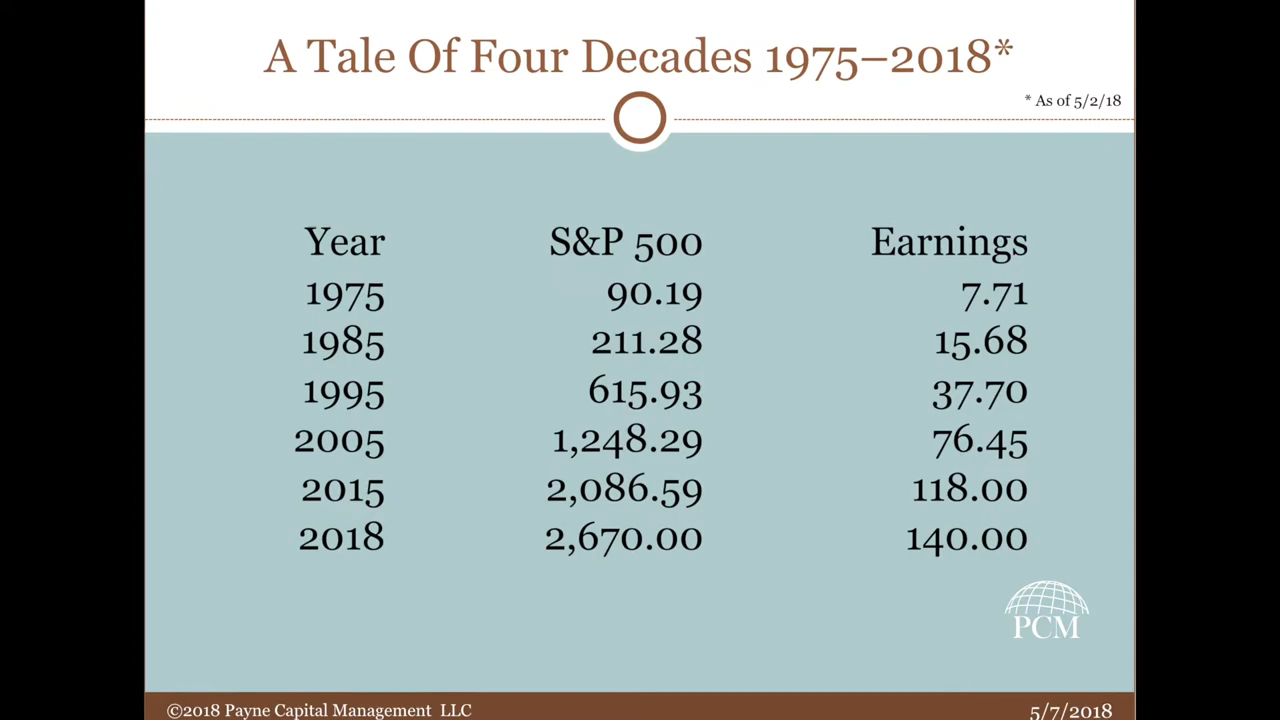 A Tale Of Four Decades 1975–2018*
* As of 5/2/18
Year S&P 500 Earnings
1975 90.19 7.71
1985 211.28 15.68
1995 615.93 37.70
2005 1,248.29 76.45
2015 2,086.59 118.00
2018 2,670.00 140.00
PCM
©2018 Payne Capital Management LLC 5/7/2018